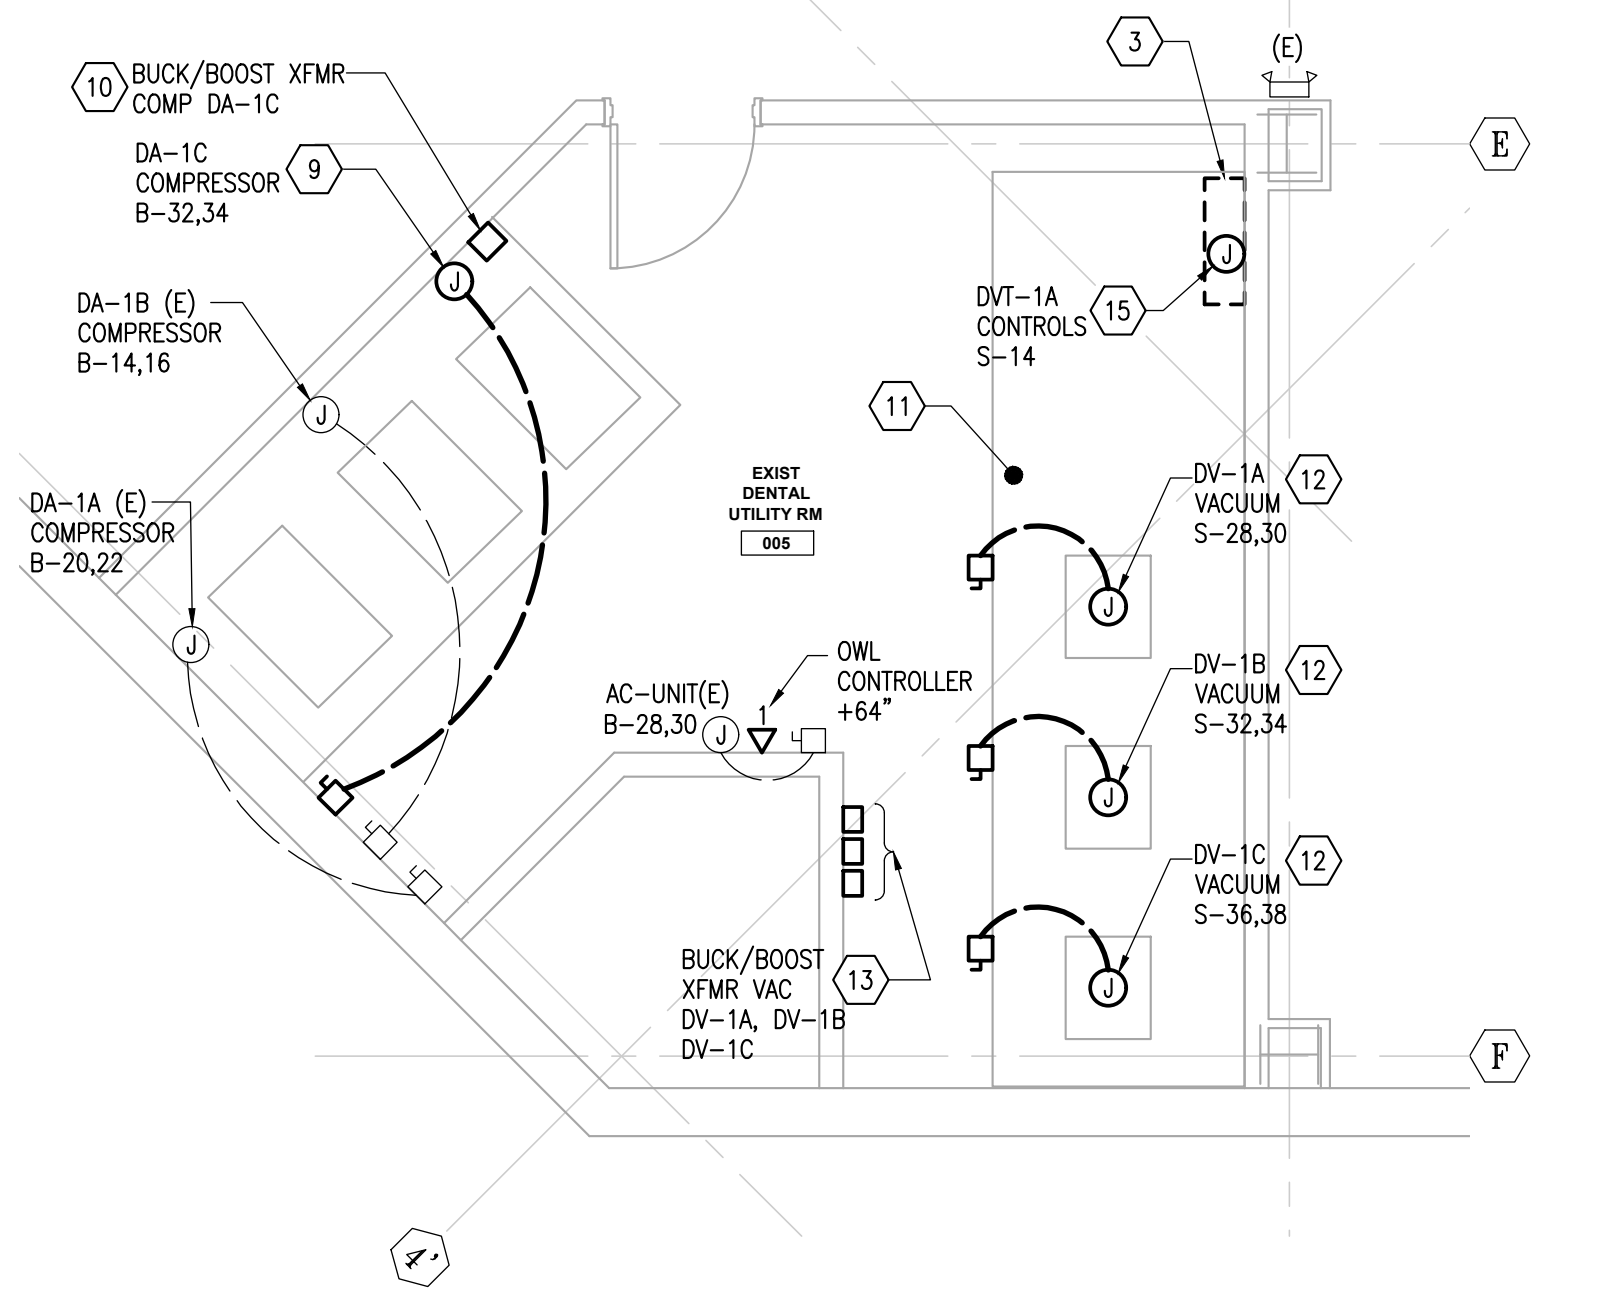 3
(E)
10
BUCK/BOOST XFMR
COMP DA-1C
E
DA-1C
COMPRESSOR
B-32,34
9
J
J
DA-1B (E)
COMPRESSOR
B-14,16
J
DVT-1A
CONTROLS
S-14
15
11
EXIST
DENTAL
UTILITY RM
005
DV-1A
VACUUM
S-28,30
12
J
DA-1A (E)
COMPRESSOR
B-20,22
J
OWL
CONTROLLER
+64"
AC-UNIT(E)
B-28,30
J
1
DV-1B
VACUUM
S-32,34
12
J
DV-1C
VACUUM
S-36,38
12
J
BUCK/BOOST
XFMR VAC
DV-1A, DV-1B
DV-1C
13
F
4'